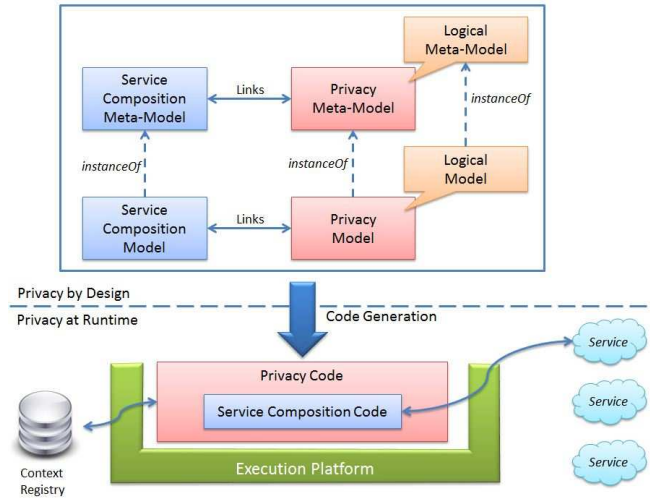 Logical
Meta-Model
Service
Composition
Meta-Model
Links
Privacy
Meta-Model
instanceOf
instanceOf
instanceOf
Logical
Model
Service
Composition
Model
Links
Privacy
Model
Privacy by Design
Privacy at Runtime
Code Generation
Service
Privacy Code
Service Composition Code
Service
Execution Platform
Service
Context
Registry